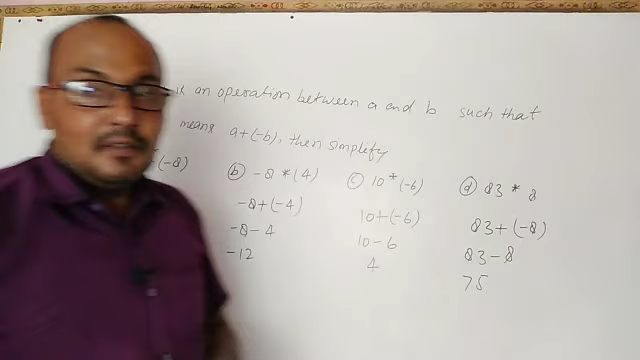 is an operation between a and b such that
means a+(-b), then simplify
(-8) (b) -8 * (4) (c) 10 * (-6) (d) 83 * 8
-8+(-4) 10+(-6) 83+(-8)
-8-4 10-6 83-8
-12 4 75